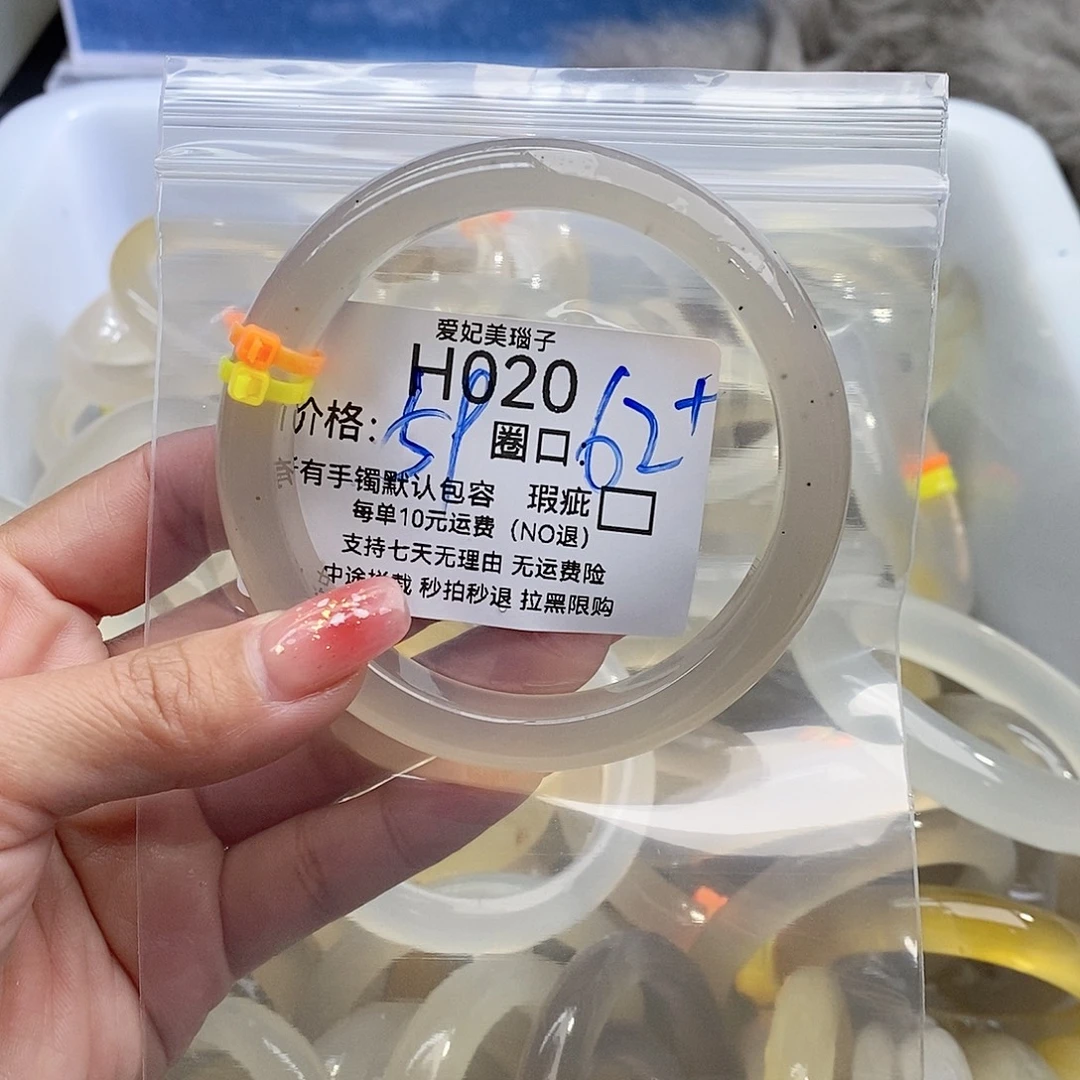 爱妃美瑙子
H020
价格: 59 圈口: 62+
所有手镯默认包容 瑕疵
每单10元运费（NO退）
支持七天无理由 无运费险
中途拦截 秒拍秒退 拉黑限购